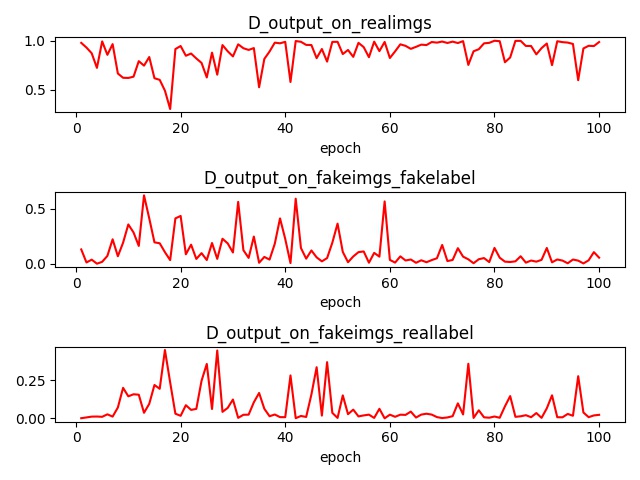 D_output_on_realimgs
1.0
0.5
0 20 40 60 80 100
epoch
D_output_on_fakeimgs_fakelabel
0.5
0.0
0 20 40 60 80 100
epoch
D_output_on_fakeimgs_reallabel
0.25
0.00
0 20 40 60 80 100
epoch